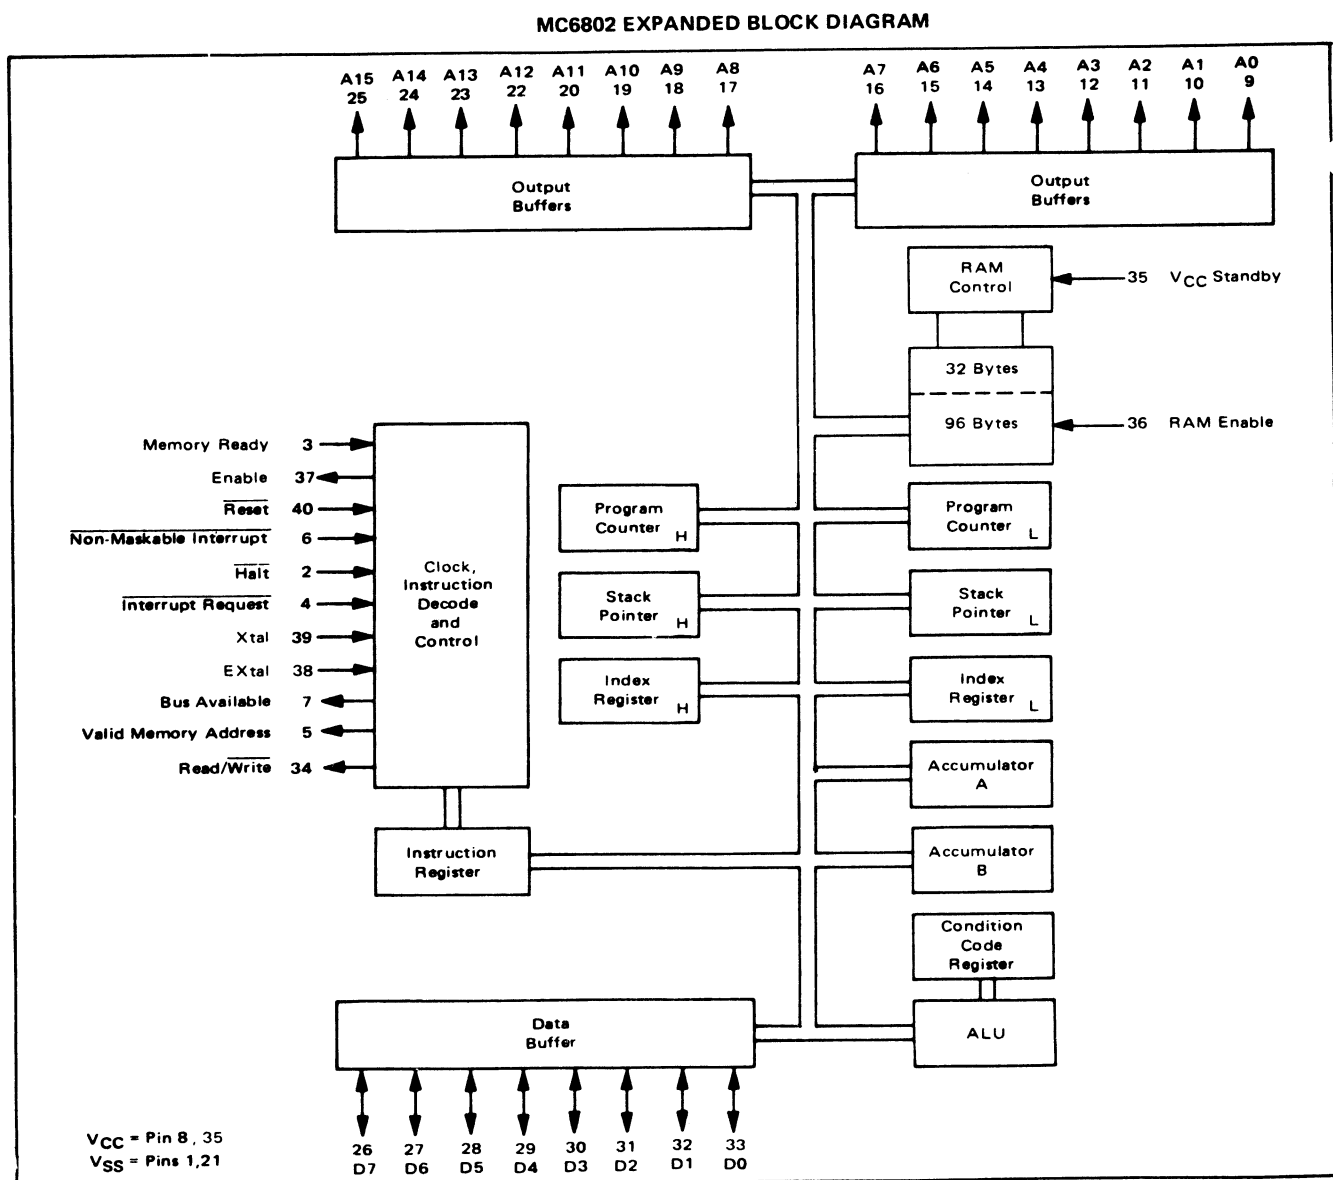 MC6802 EXPANDED BLOCK DIAGRAM
A15 A14 A13 A12 A11 A10 A9 A8 A7 A6 A5 A4 A3 A2 A1 A0
25 24 23 22 20 19 18 17 16 15 14 13 12 11 10 9
Output
Buffers
Output
Buffers
RAM
Control
35 VCC Standby
32 Bytes
96 Bytes
36 RAM Enable
Memory Ready 3
Enable 37
Reset 40
Non-Maskable Interrupt 6
Halt 2
Interrupt Request 4
Xtal 39
EXtal 38
Bus Available 7
Valid Memory Address 5
Read/Write 34
Clock,
Instruction
Decode
and
Control
Program
Counter H
Program
Counter L
Stack
Pointer H
Stack
Pointer L
Index
Register H
Index
Register L
Accumulator
A
Instruction
Register
Accumulator
B
Condition
Code
Register
Data
Buffer
ALU
26 27 28 29 30 31 32 33
D7 D6 D5 D4 D3 D2 D1 D0
VCC = Pin 8 , 35
VSS = Pins 1,21